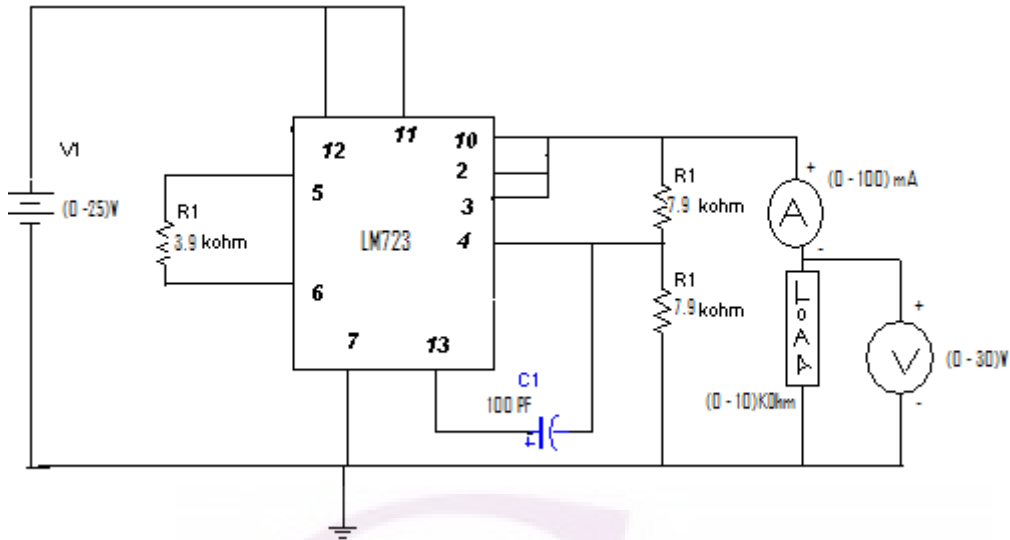 V1
(0-25)V
R1
3.9 kohm
12
11
10
5
2
3
LM723
4
6
7
13
R1
7.9 kohm
R1
7.9 kohm
C1
100 PF
+
A
(0-100)mA
-
LOAD
(0-10)KOhm
+
V
(0-30)V
-